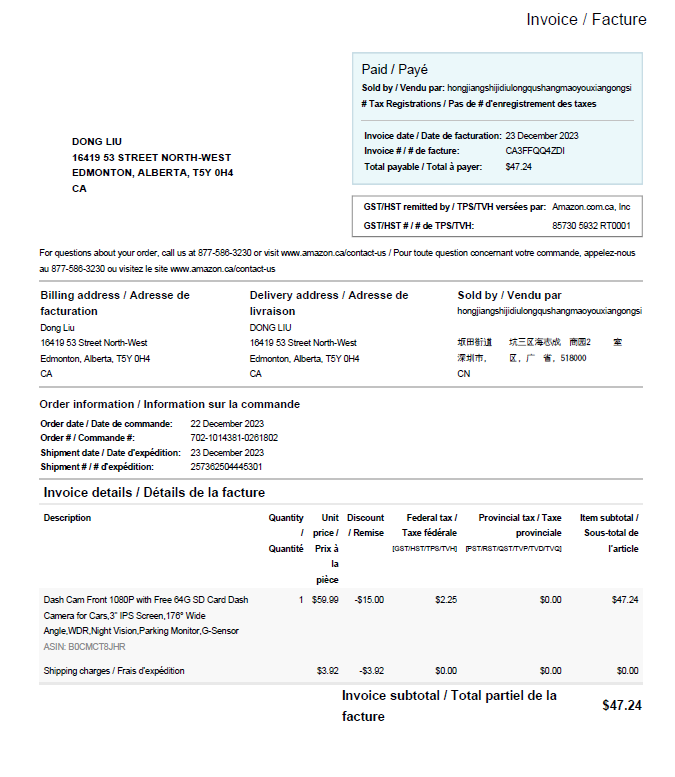 Invoice / Facture
Paid / Payé
Sold by / Vendu par: hongjiangshijidiulongqushangmaoyouxiangongsi
# Tax Registrations / Pas de # d'enregistrement des taxes
Invoice date / Date de facturation: 23 December 2023
Invoice # / # de facture: CA3FFQQ4ZDI
Total payable / Total à payer: $47.24
DONG LIU
16419 53 STREET NORTH-WEST
EDMONTON, ALBERTA, T5Y 0H4
CA
GST/HST remitted by / TPS/TVH versées par: Amazon.com.ca, Inc
GST/HST # / # de TPS/TVH: 85730 5932 RT0001
For questions about your order, call us at 877-586-3230 or visit www.amazon.ca/contact-us / Pour toute question concernant votre commande, appelez-nous
au 877-586-3230 ou visitez le site www.amazon.ca/contact-us
Billing address / Adresse de
facturation
Dong Liu
16419 53 Street North-West
Edmonton, Alberta, T5Y 0H4
CA
Delivery address / Adresse de
livraison
DONG LIU
16419 53 Street North-West
Edmonton, Alberta, T5Y 0H4
CA
Sold by / Vendu par
hongjiangshijidiulongqushangmaoyouxiangongsi
坂田街道 坑三区海志成 商园2 室
深圳市, 区, 广 省, 518000
CN
Order information / Information sur la commande
Order date / Date de commande: 22 December 2023
Order # / Commande #: 702-1014381-0261802
Shipment date / Date d'expédition: 23 December 2023
Shipment # / # d'expédition: 257362504445301
Invoice details / Détails de la facture
Description
Quantity
/
Quantité
Unit
price /
Prix à
la
pièce
Discount
/ Remise
Federal tax /
Taxe fédérale
[GST/HST/TPS/TVH]
Provincial tax / Taxe
provinciale
[PST/RST/QST/TVP/TVD/TVQ]
Item subtotal /
Sous-total de
l'article
Dash Cam Front 1080P with Free 64G SD Card Dash 1 $59.99 -$15.00 $2.25 $0.00 $47.24
Camera for Cars,3" IPS Screen,176° Wide
Angle,WDR,Night Vision,Parking Monitor,G-Sensor
ASIN: B0CMCT8JHR
Shipping charges / Frais d'expédition $3.92 -$3.92 $0.00 $0.00 $0.00
Invoice subtotal / Total partiel de la
facture
$47.24